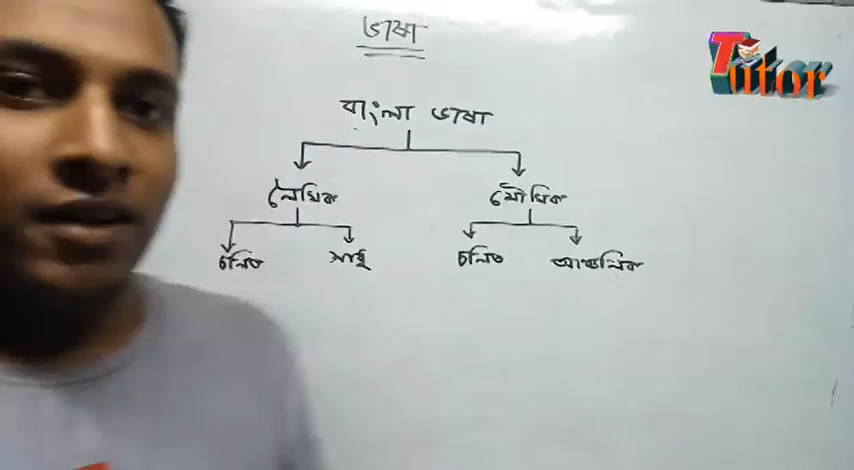 ভাষা
Tutor
বাংলা ভাষা
লৈখিক মৌখিক
চলিত সাধু চলিত আঞ্চলিক